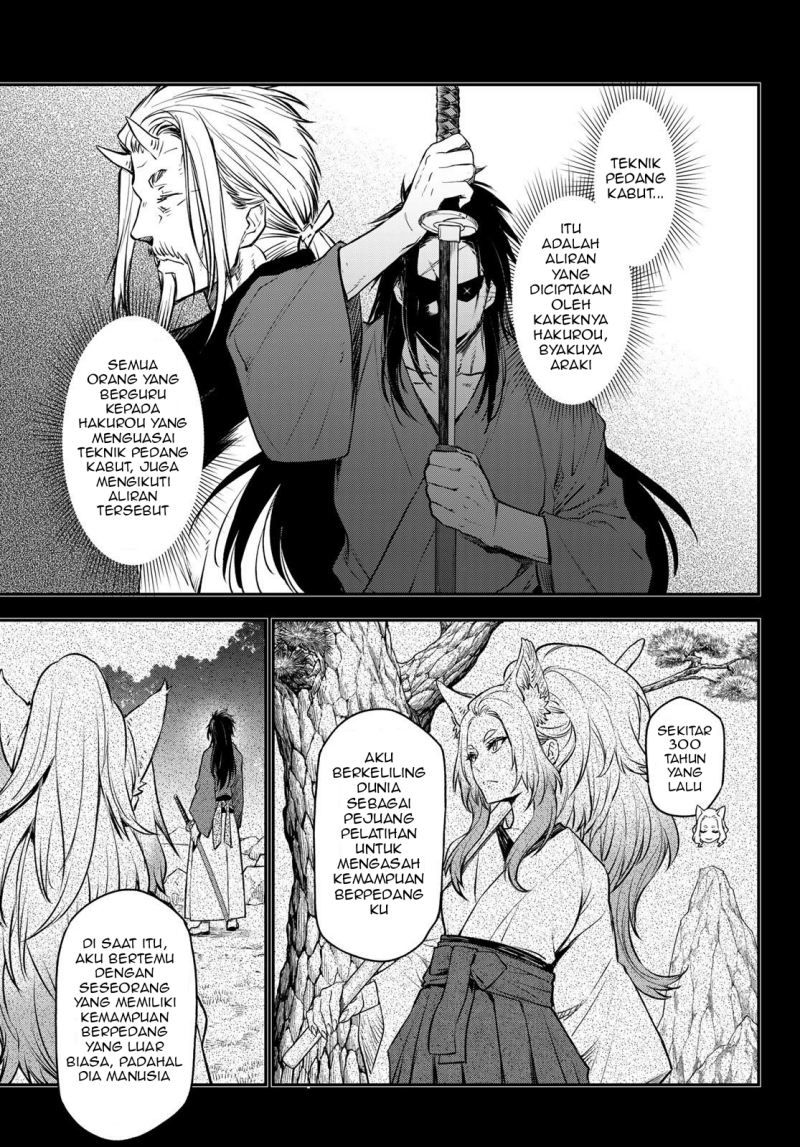 TEKNIK
PEDANG
KABUT...
ITU
ADALAH
ALIRAN
YANG
DICIPTAKAN
OLEH
KAKEKNYA
HAKUROU,
BYAKUYA
ARAKI
SEMUA
ORANG YANG
BERGURU
KEPADA
HAKUROU YANG
MENGUASAI
TEKNIK PEDANG
KABUT, JUGA
MENGIKUTI
ALIRAN
TERSEBUT
SEKITAR
300
TAHUN
YANG
LALU
AKU
BERKELILING
DUNIA
SEBAGAI
PEJUANG
PELATIHAN
UNTUK
MENGASAH
KEMAMPUAN
BERPEDANG
KU
DI SAAT ITU,
AKU BERTEMU
DENGAN
SESEORANG
YANG MEMILIKI
KEMAMPUAN
BERPEDANG
YANG LUAR
BIASA, PADAHAL
DIA MANUSIA